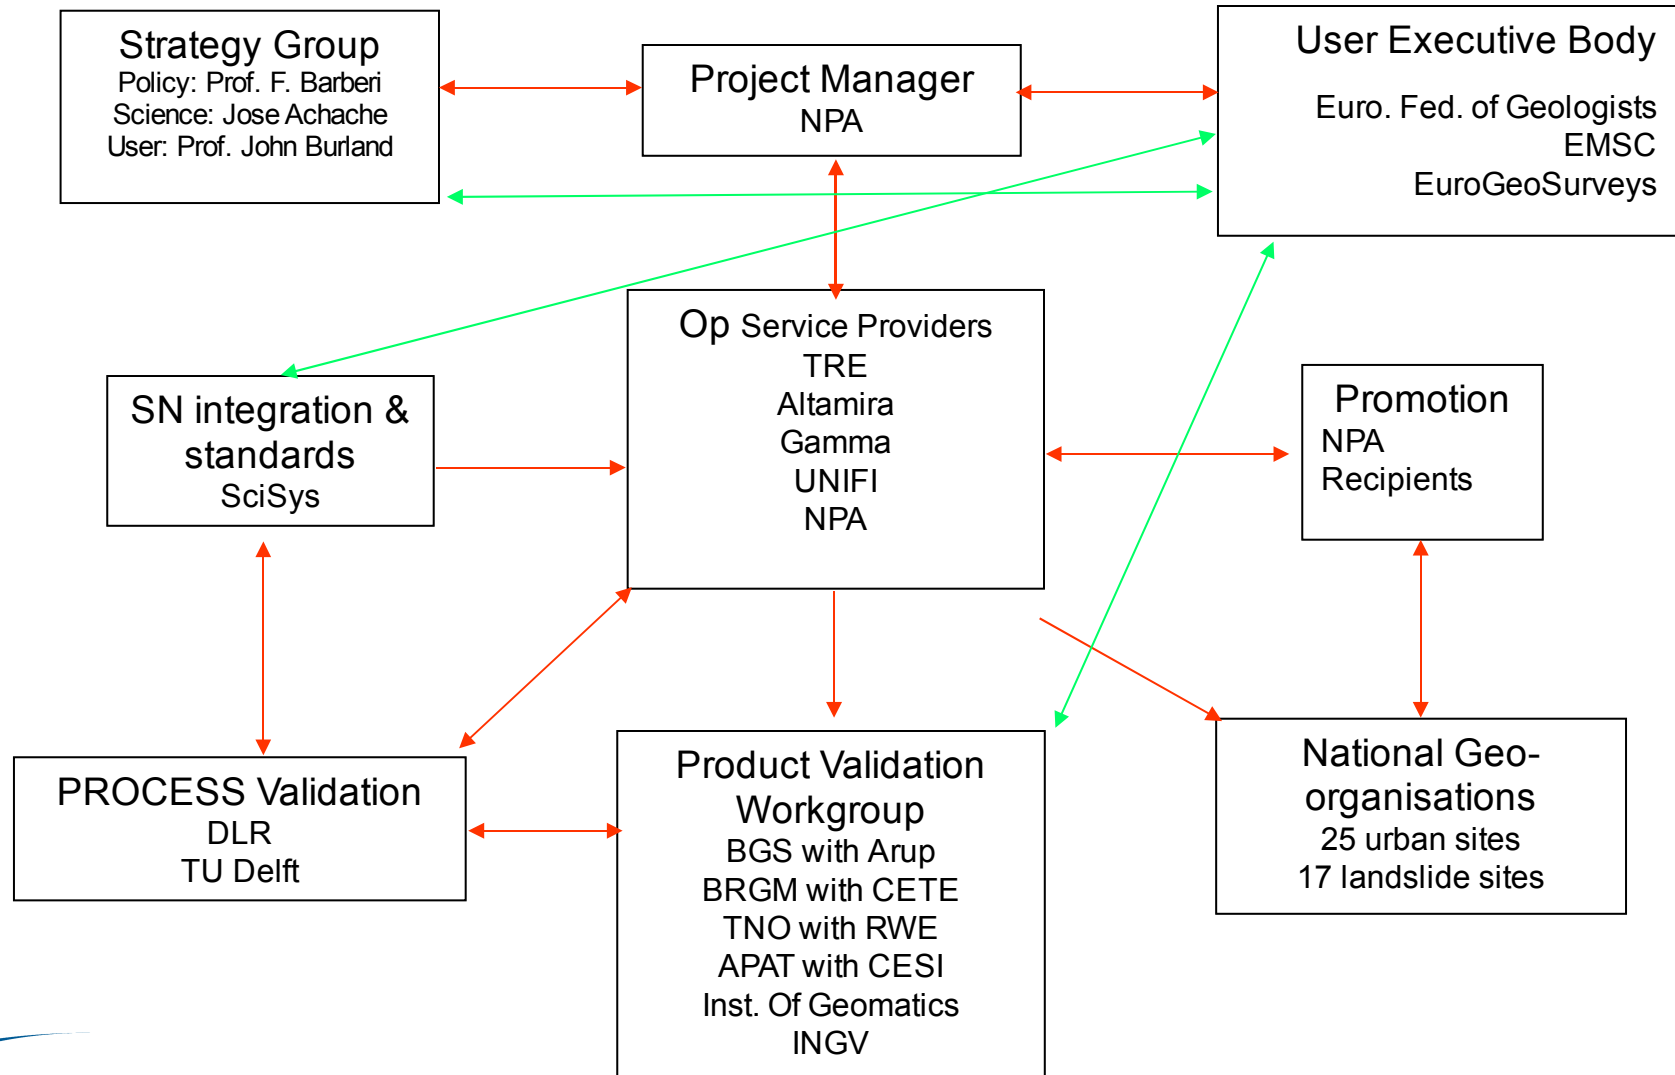 Strategy Group
Policy: Prof. F. Barberi
Science: Jose Achache
User: Prof. John Burland
Project Manager
NPA
User Executive Body
Euro. Fed. of Geologists
EMSC
EuroGeoSurveys
Op Service Providers
TRE
Altamira
Gamma
UNIFI
NPA
SN integration &
standards
SciSys
Promotion
NPA
Recipients
PROCESS Validation
DLR
TU Delft
Product Validation
Workgroup
BGS with Arup
BRGM with CETE
TNO with RWE
APAT with CESI
Inst. Of Geomatics
INGV
National Geo-
organisations
25 urban sites
17 landslide sites